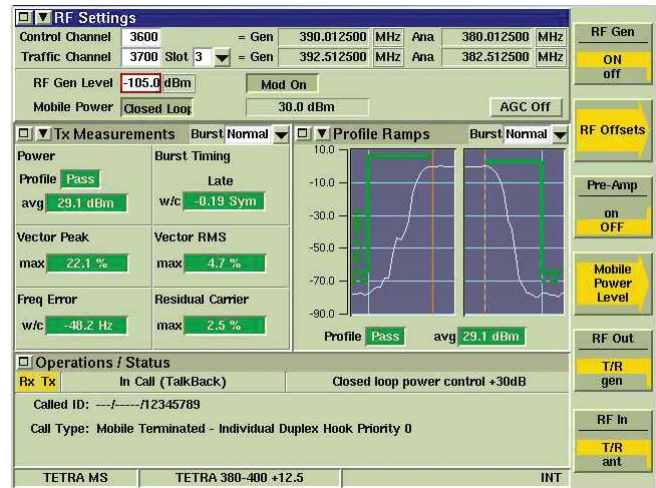 RF Settings
Control Channel 3600 = Gen 390.012500 MHz Ana 380.012500 MHz
Traffic Channel 3700 Slot 3 = Gen 392.512500 MHz Ana 382.512500 MHz
RF Gen Level -105.0 dBm Mod On
Mobile Power Closed Loop 30.0 dBm AGC Off
Tx Measurements Burst Normal
Power Burst Timing
Profile Pass Late
avg 29.1 dBm w/c -0.19 Sym
Vector Peak Vector RMS
max 22.1 % max 4.7 %
Freq Error Residual Carrier
w/c -48.2 Hz max 2.5 %
Profile Ramps Burst Normal
10.0
-10.0
-30.0
-50.0
-70.0
-90.0
Profile Pass avg 29.1 dBm
Operations / Status
Rx Tx In Call (TalkBack) Closed loop power control +30dB
Called ID: ---/-----/12345789
Call Type: Mobile Terminated - Individual Duplex Hook Priority 0
TETRA MS TETRA 380-400 +12.5 INT
RF Gen
ON
off
RF Offsets
Pre-Amp
on
OFF
Mobile
Power
Level
RF Out
T/R
gen
RF In
T/R
ant